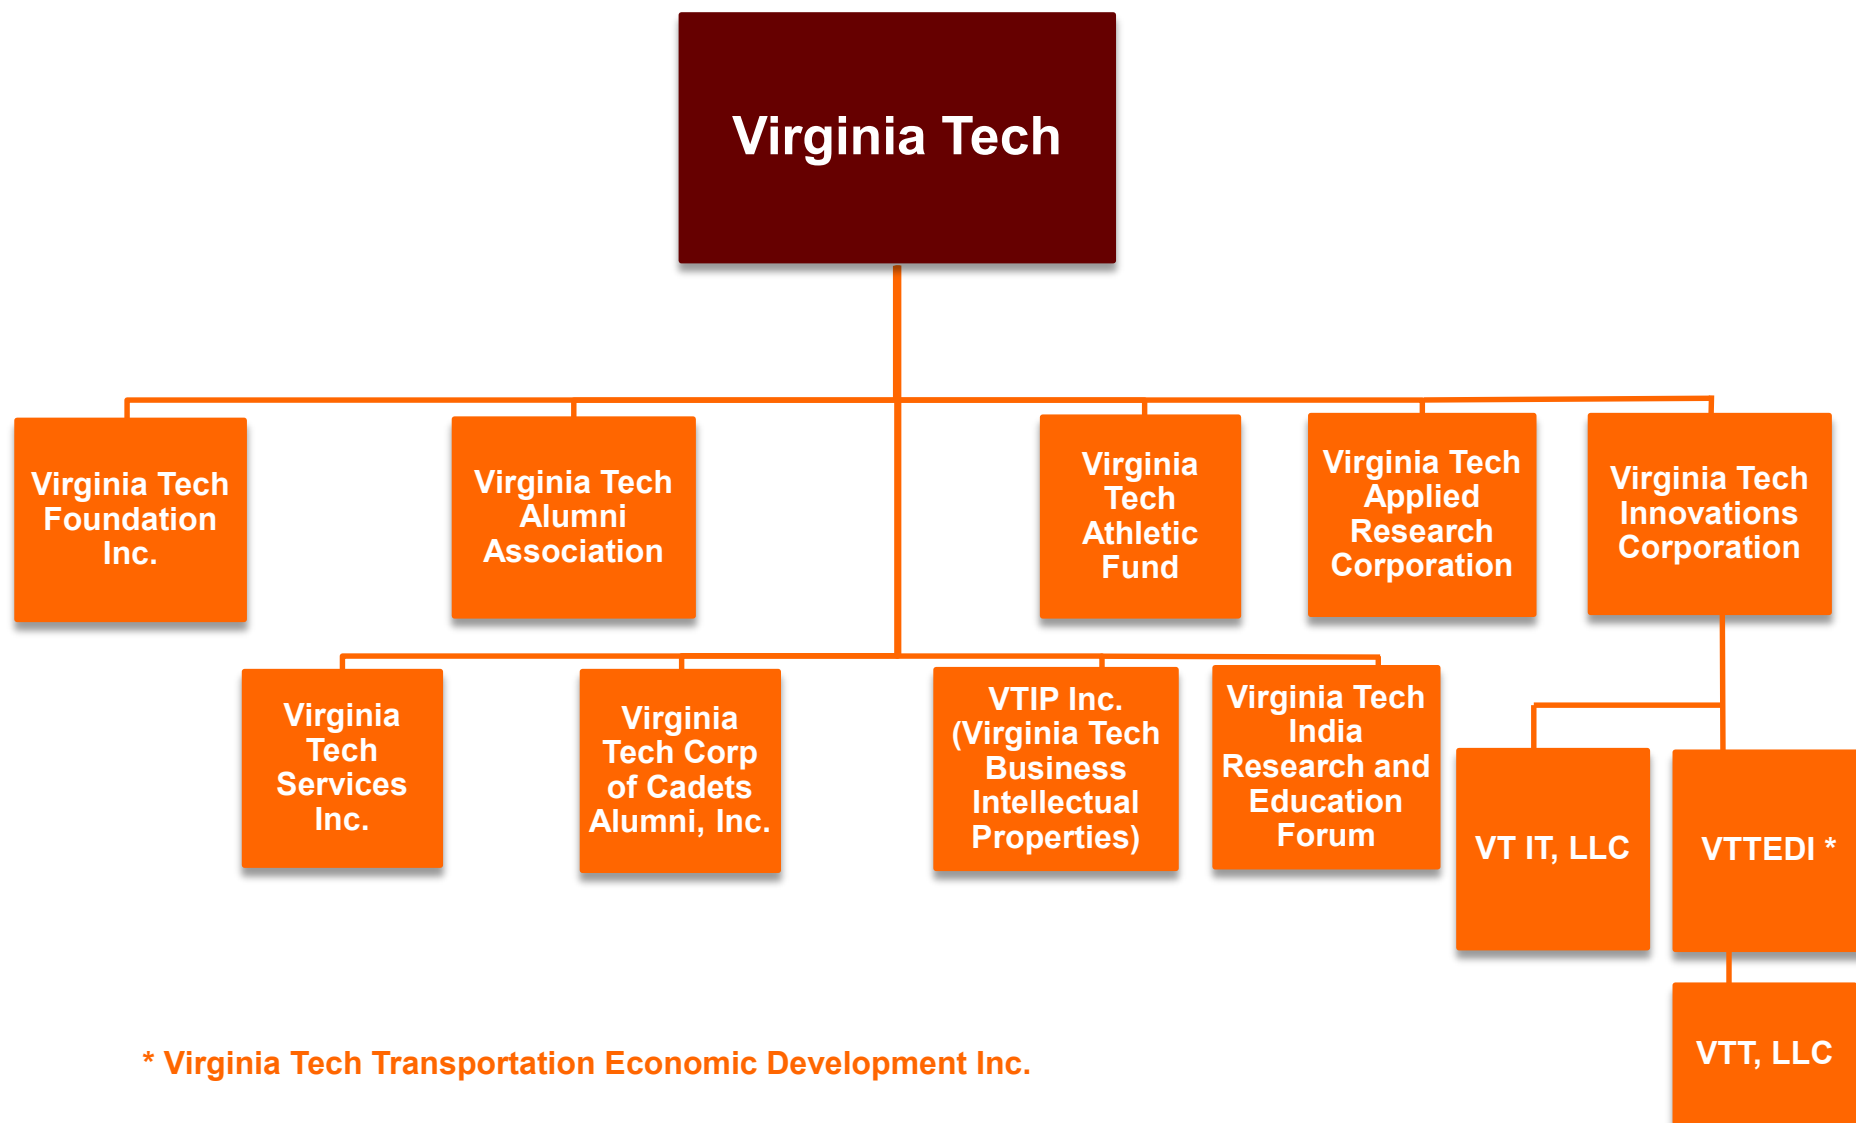 Virginia Tech
Virginia Tech
Foundation
Inc.
Virginia Tech
Alumni
Association
Virginia
Tech
Athletic
Fund
Virginia Tech
Applied
Research
Corporation
Virginia Tech
Innovations
Corporation
Virginia
Tech
Services
Inc.
Virginia
Tech Corp
of Cadets
Alumni, Inc.
VTIP Inc.
(Virginia Tech
Business
Intellectual
Properties)
Virginia Tech
India
Research and
Education
Forum
VT IT, LLC
VTTEDI *
VTT, LLC
* Virginia Tech Transportation Economic Development Inc.